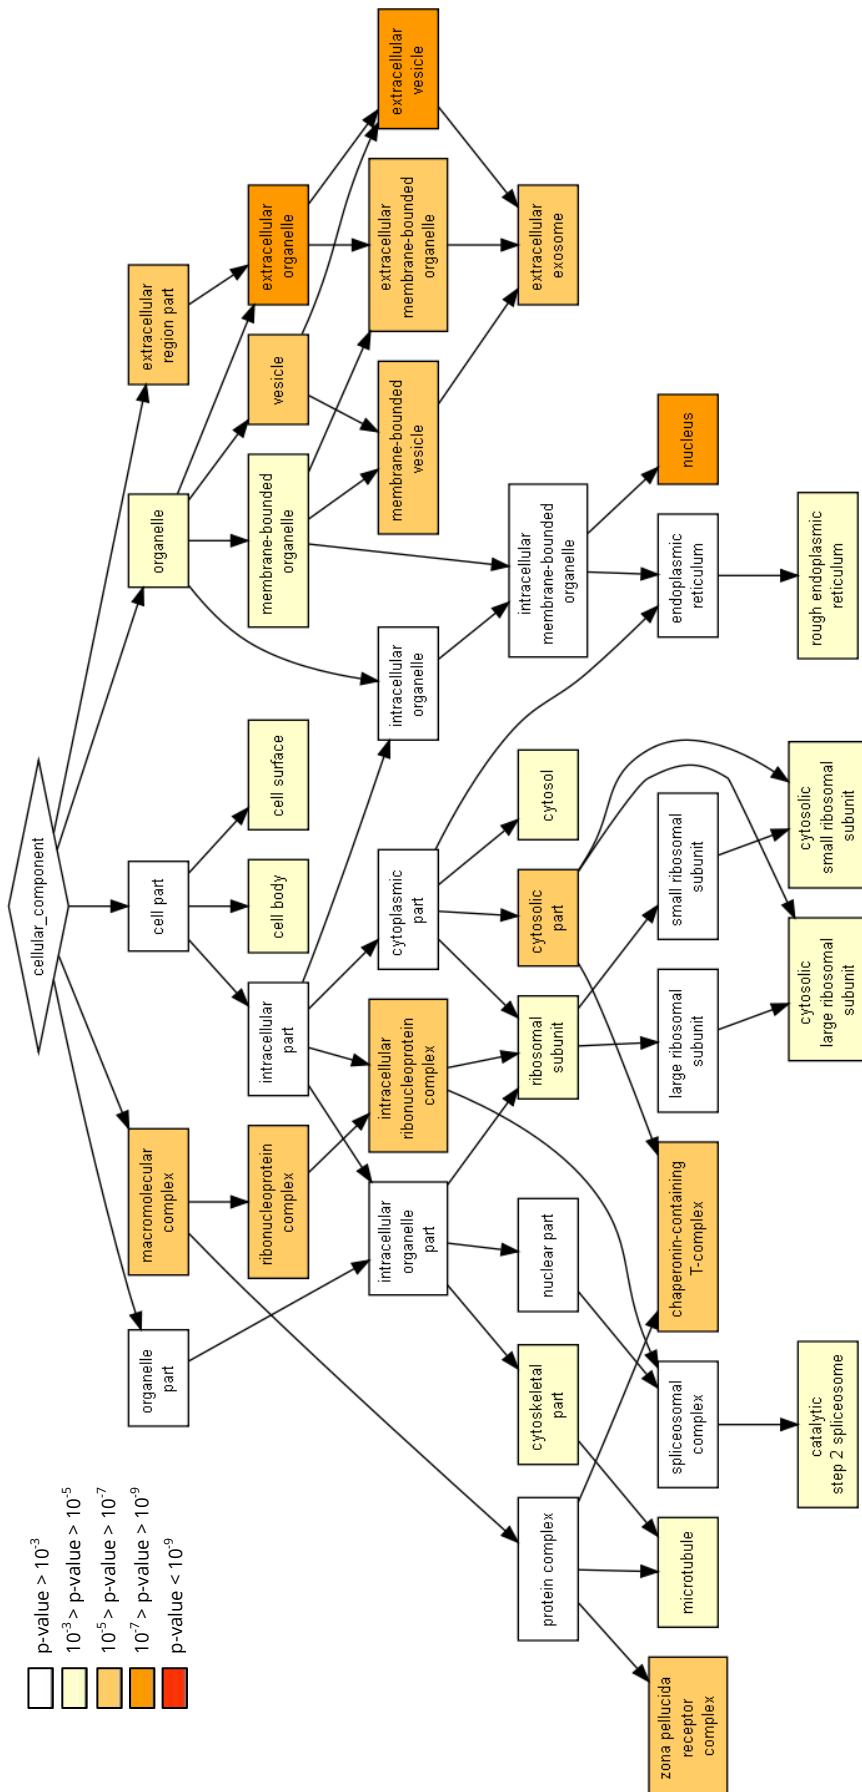 p-value > 10⁻³
10⁻³ > p-value > 10⁻⁵
10⁻⁵ > p-value > 10⁻⁷
10⁻⁷ > p-value > 10⁻⁹
p-value < 10⁻⁹
cellular_component
organelle
part
macromolecular
complex
cell part
organelle
extracellular
region part
ribonucleoprotein
complex
intracellular
part
cell body
cell surface
membrane-bounded
organelle
vesicle
extracellular
organelle
intracellular
organelle
part
intracellular
ribonucleoprotein
complex
cytoplasmic
part
intracellular
organelle
membrane-bounded
vesicle
extracellular
membrane-bounded
organelle
extracellular
vesicle
protein complex
cytoskeletal
part
nuclear part
ribosomal
subunit
cytosolic
part
cytosol
intracellular
membrane-bounded
organelle
extracellular
exosome
zona pellucida
receptor
complex
microtubule
spliceosomal
complex
chaperonin-containing
T-complex
large ribosomal
subunit
small ribosomal
subunit
endoplasmic
reticulum
nucleus
catalytic
step 2 spliceosome
cytosolic
large ribosomal
subunit
cytosolic
small ribosomal
subunit
rough endoplasmic
reticulum